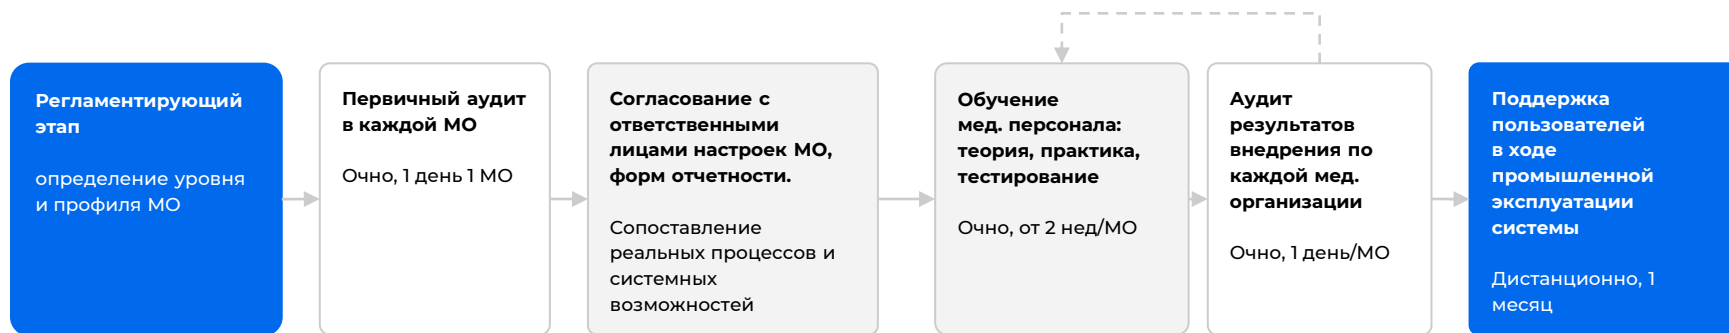 Регламентирующий
этап
определение уровня
и профиля МО
Первичный аудит
в каждой МО
Очно, 1 день 1 МО
Согласование с
ответственными
лицами настроек МО,
форм отчетности.
Сопоставление
реальных процессов и
системных
возможностей
Обучение
мед. персонала:
теория, практика,
тестирование
Очно, от 2 нед/МО
Аудит
результатов
внедрения по
каждой мед.
организации
Очно, 1 день/МО
Поддержка
пользователей
в ходе
промышленной
эксплуатации
системы
Дистанционно, 1
месяц